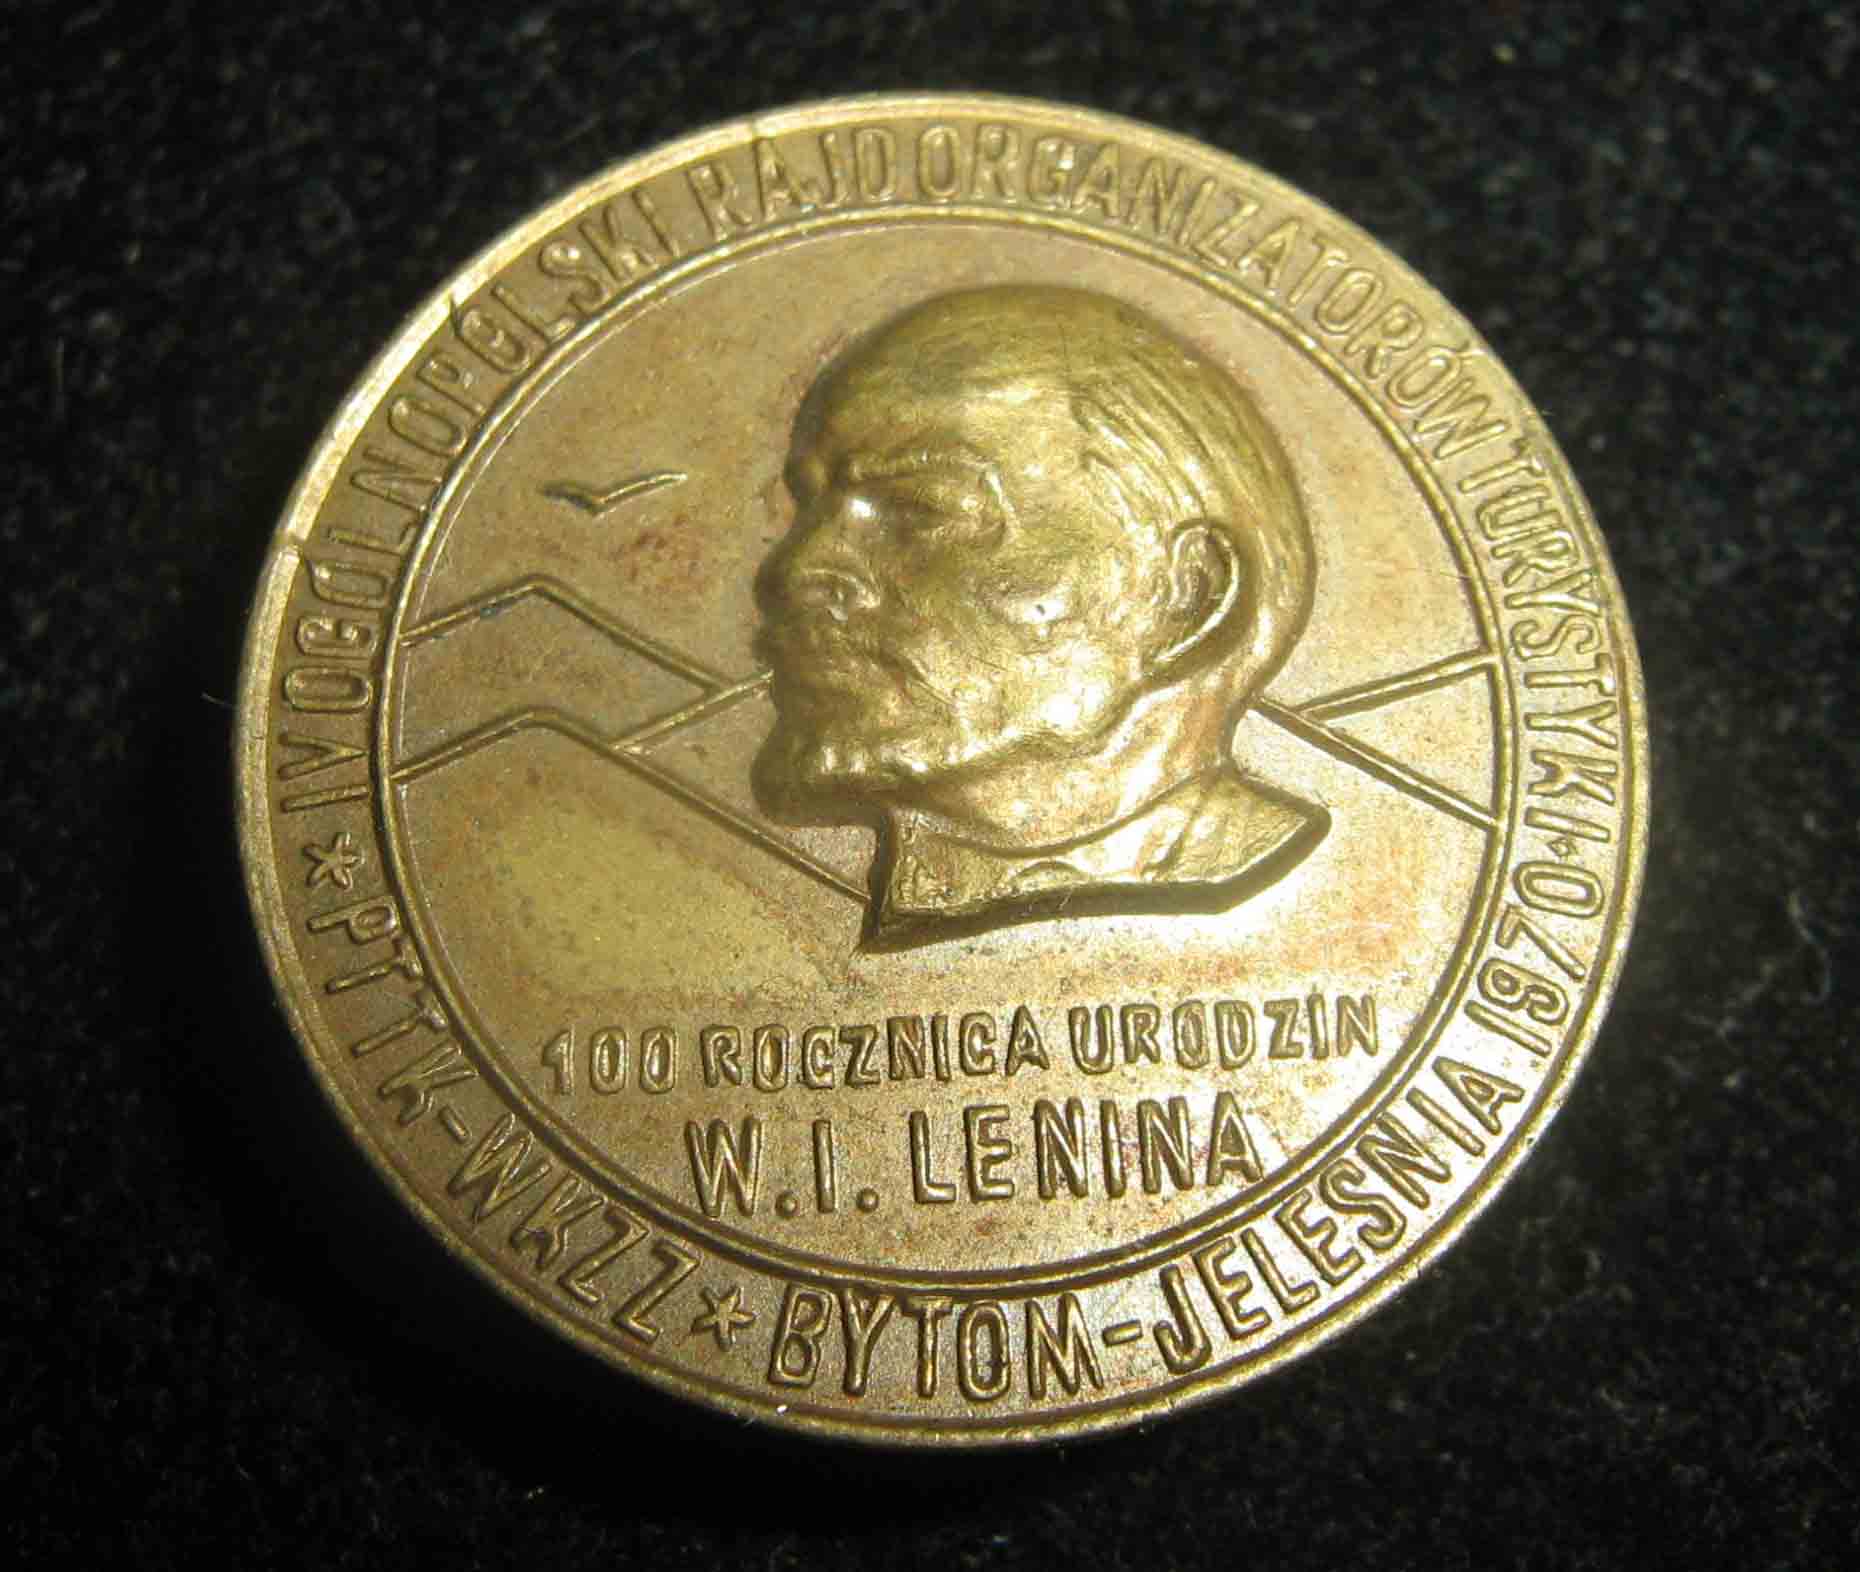 IV OGÓLNOPOLSKI RAJD ORGANIZATORÓW TURYSTYKI · 1970
* PTTK-WKZZ * BYTOM-JELEŚNIA
100 ROCZNICA URODZIN
W. I. LENINA